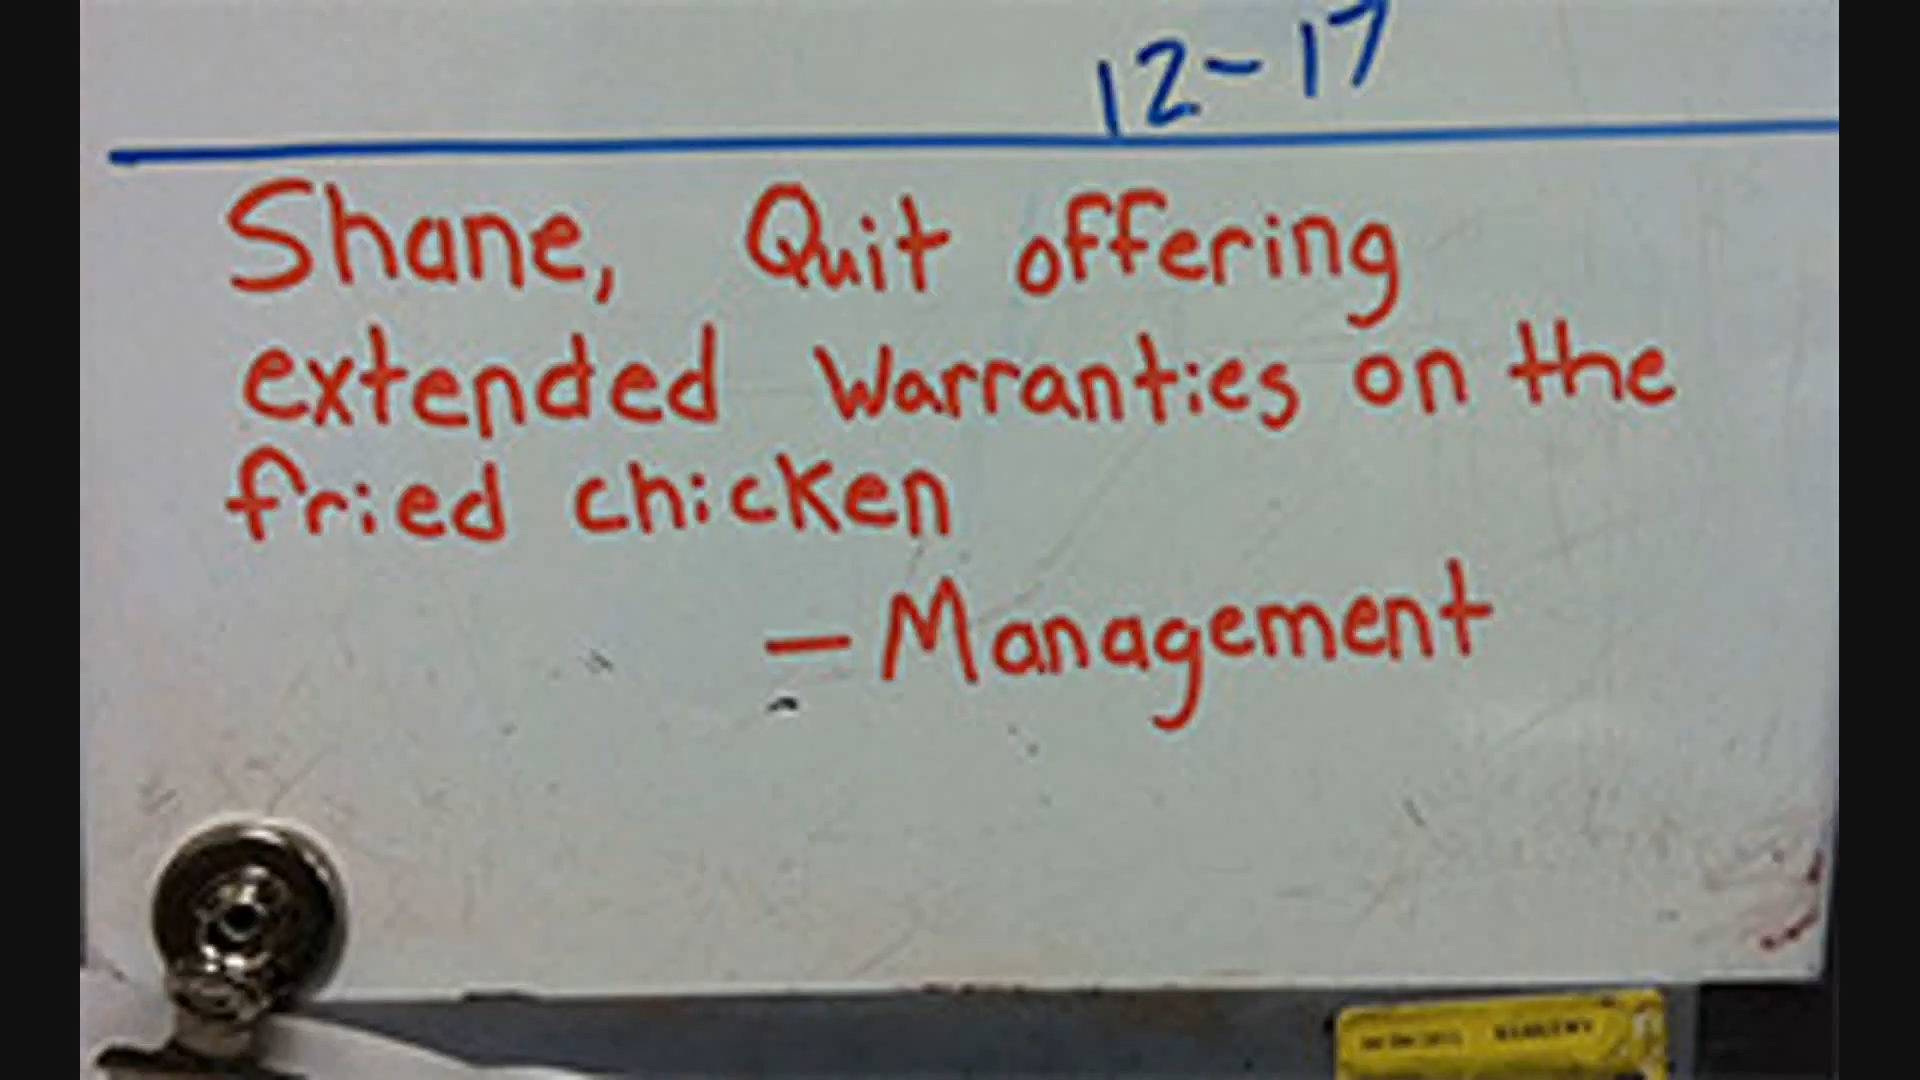 12-17
Shane, Quit offering
extended Warranties on the
fried chicken
- Management